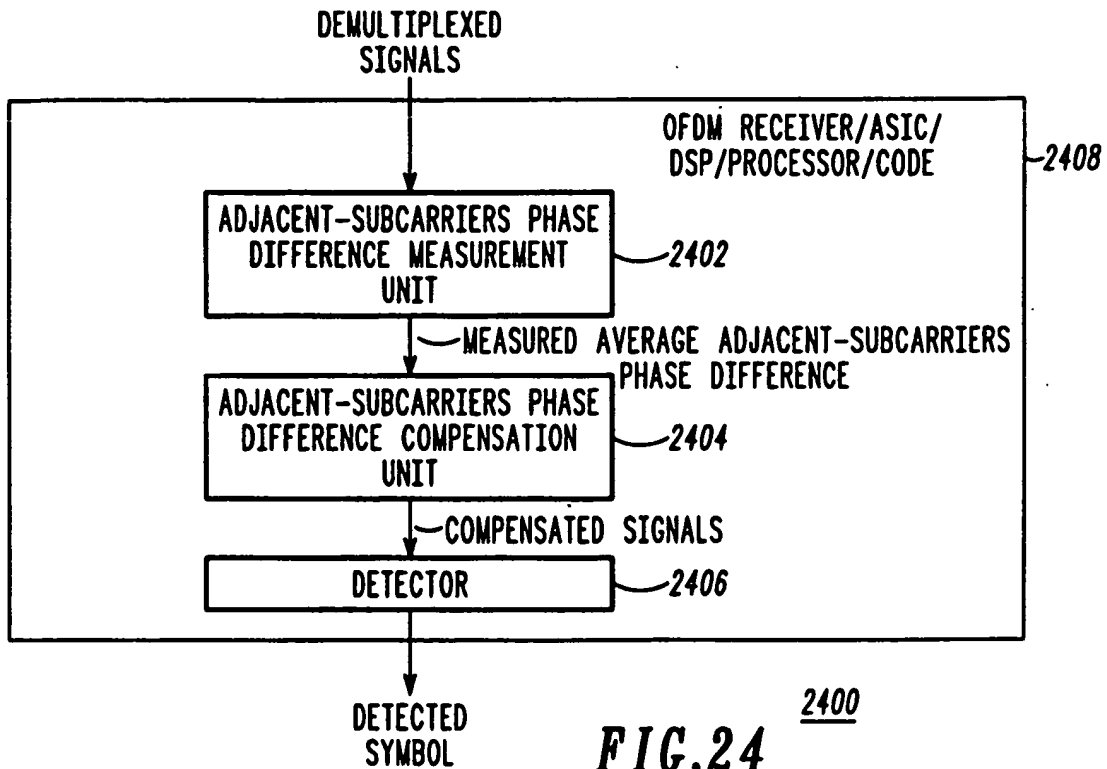 DEMULTIPLEXED
SIGNALS
OFDM RECEIVER/ASIC/
DSP/PROCESSOR/CODE
2408
ADJACENT-SUBCARRIERS PHASE
DIFFERENCE MEASUREMENT
UNIT
2402
MEASURED AVERAGE ADJACENT-SUBCARRIERS
PHASE DIFFERENCE
ADJACENT-SUBCARRIERS PHASE
DIFFERENCE COMPENSATION
UNIT
2404
COMPENSATED SIGNALS
DETECTOR
2406
DETECTED
SYMBOL
2400
FIG.24